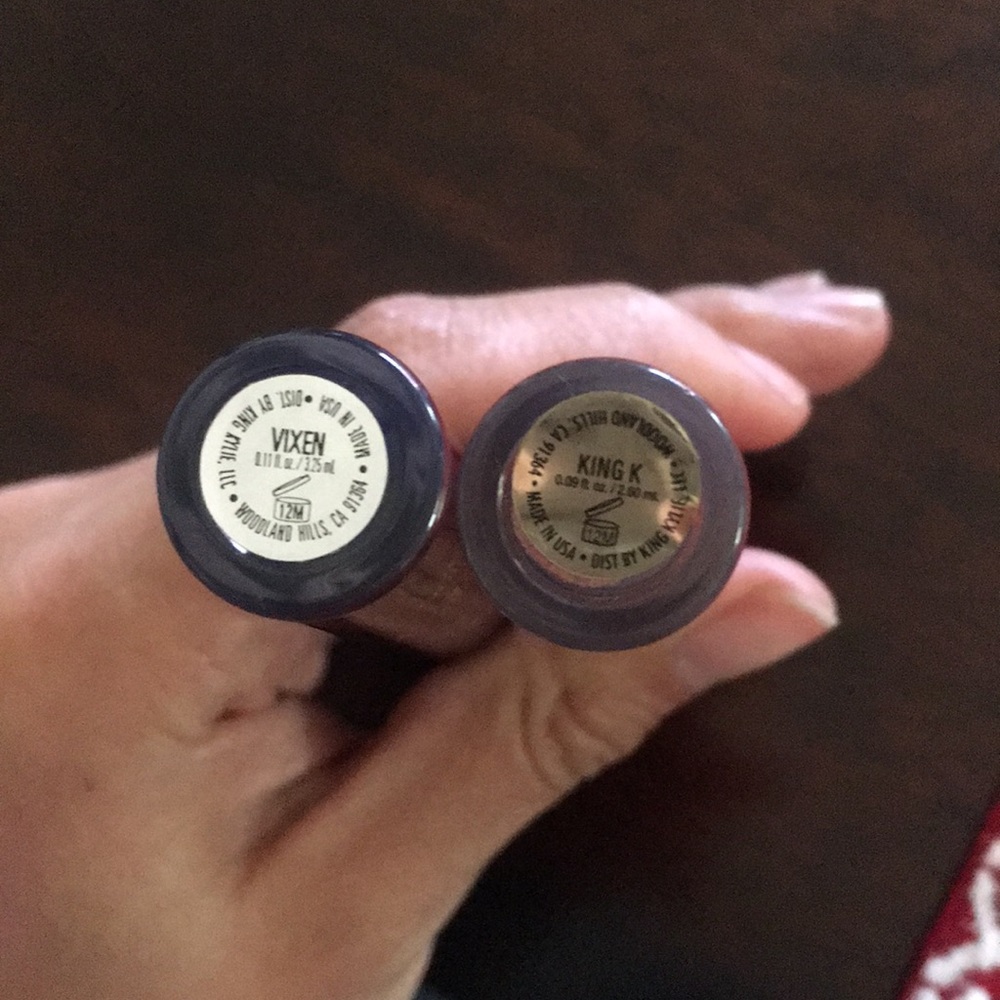 VIXEN
0.11 fl. oz. / 3.25 mL
12M
MADE IN USA • DIST. BY KING KYLIE, LLC • WOODLAND HILLS, CA 91364 •
KING K
0.09 fl. oz. / 2.60 mL
12M
MADE IN USA • DIST BY KING KYLIE, LLC • WOODLAND HILLS, CA 91364 •